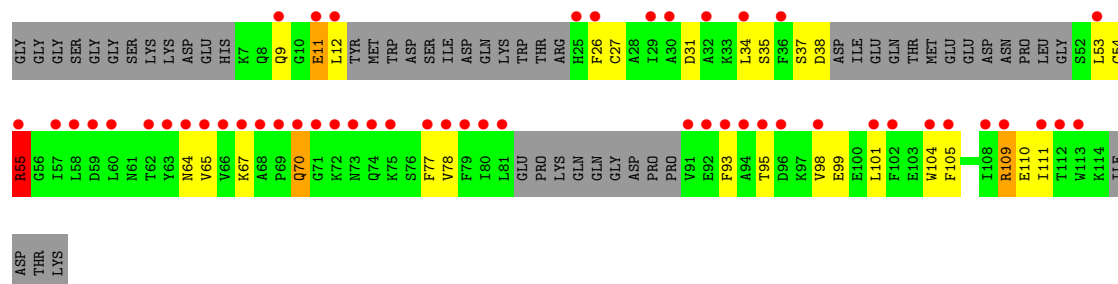 GLY GLY GLY SER GLY GLY SER SER LYS LYS ASP GLU HIS K7 Q8 Q9 G10 E11 L12 TYR MET TRP ASP SER ILE ASP GLN LYS TRP TRP THR ARG H25 F26 C27 A28 I29 A30 D31 A32 K33 L34 S35 F36 S37 D38 ASP ILE GLU GLN THR MET GLU GLU ASP ASN PRO LEU GLY S52 L53 G54
R55 G56 I57 L58 D59 L60 N61 T62 Y63 N64 V65 V66 K67 A68 P69 Q70 G71 K72 N73 Q74 K75 S76 F77 V78 F79 I80 L81 GLU PRO LYS GLN GLN GLY ASP PRO PRO V91 E92 F93 A94 T95 D96 K97 V98 E99 E100 L101 F102 E103 W104 F105 I108 R109 E110 I111 T112 W113 K114 ILE
ASP THR LYS